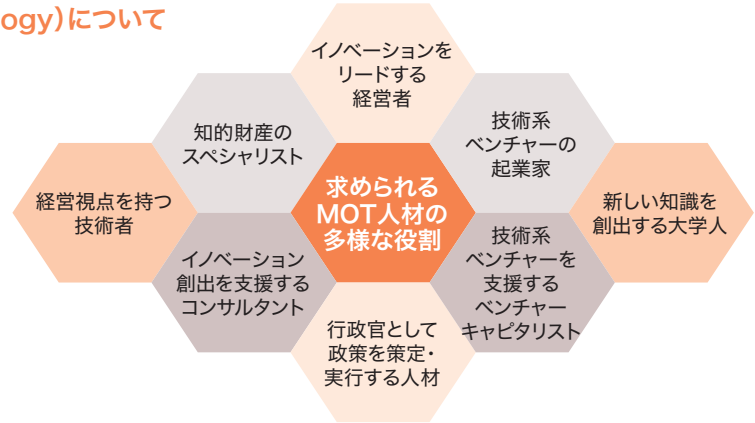 ogy）について
イノベーションを
リードする
経営者
知的財産の
スペシャリスト
技術系
ベンチャーの
起業家
経営視点を持つ
技術者
求められる
MOT人材の
多様な役割
新しい知識を
創出する大学人
イノベーション
創出を支援する
コンサルタント
技術系
ベンチャーを
支援する
ベンチャー
キャピタリスト
行政官として
政策を策定・
実行する人材